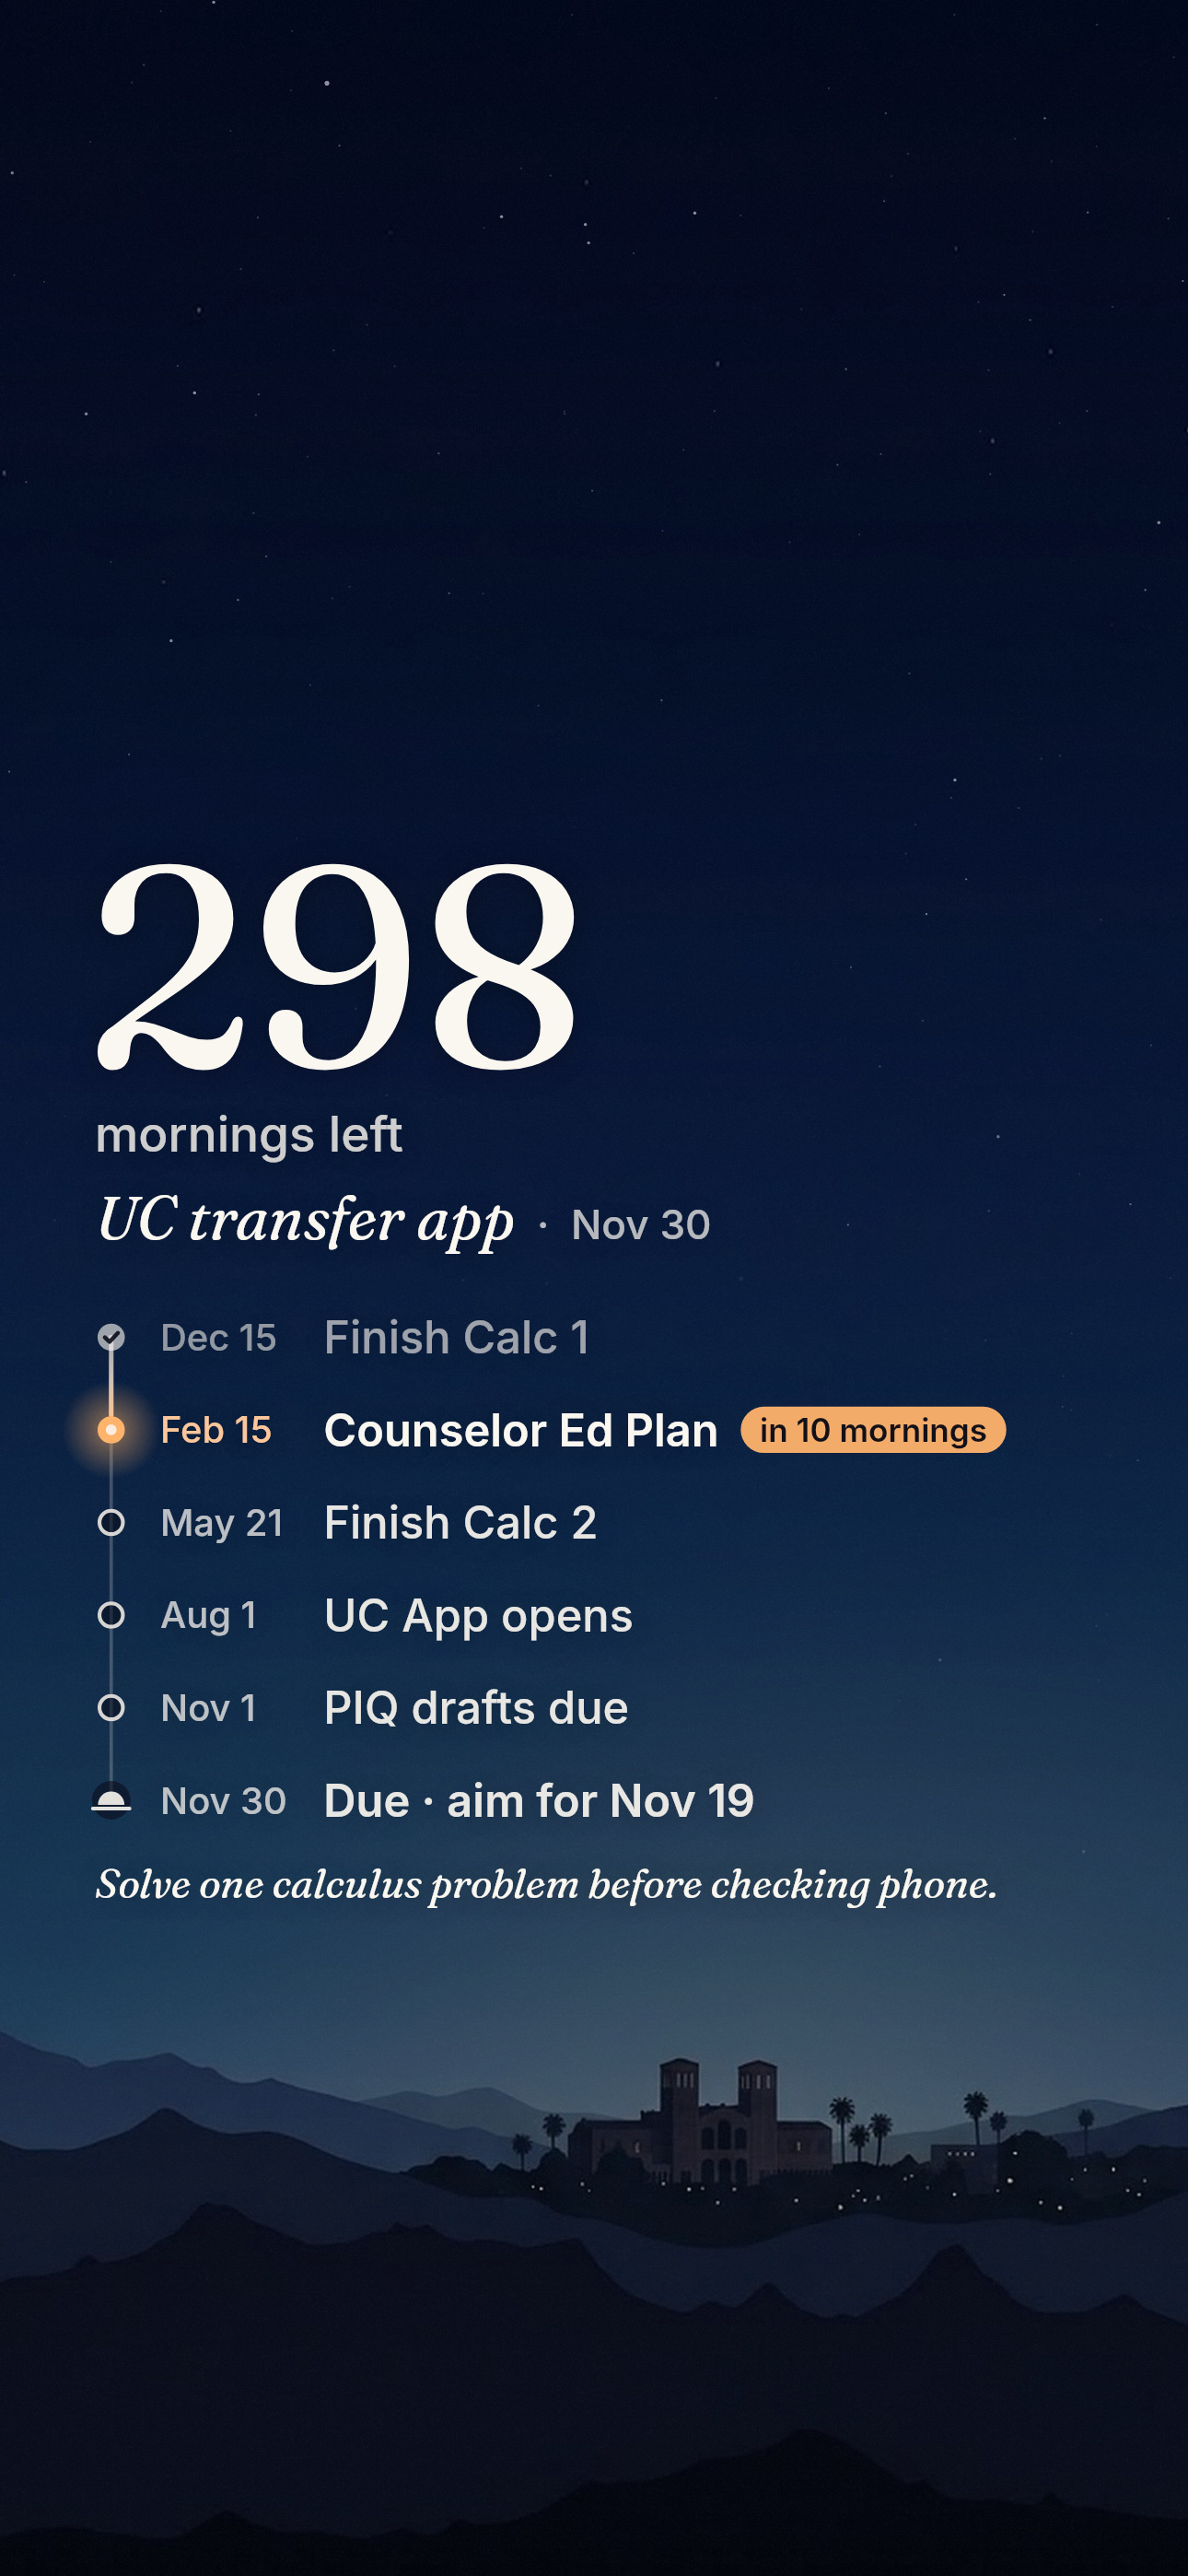 298
mornings left
UC transfer app · Nov 30
Dec 15 Finish Calc 1
Feb 15 Counselor Ed Plan in 10 mornings
May 21 Finish Calc 2
Aug 1 UC App opens
Nov 1 PIQ drafts due
Nov 30 Due · aim for Nov 19
Solve one calculus problem before checking phone.